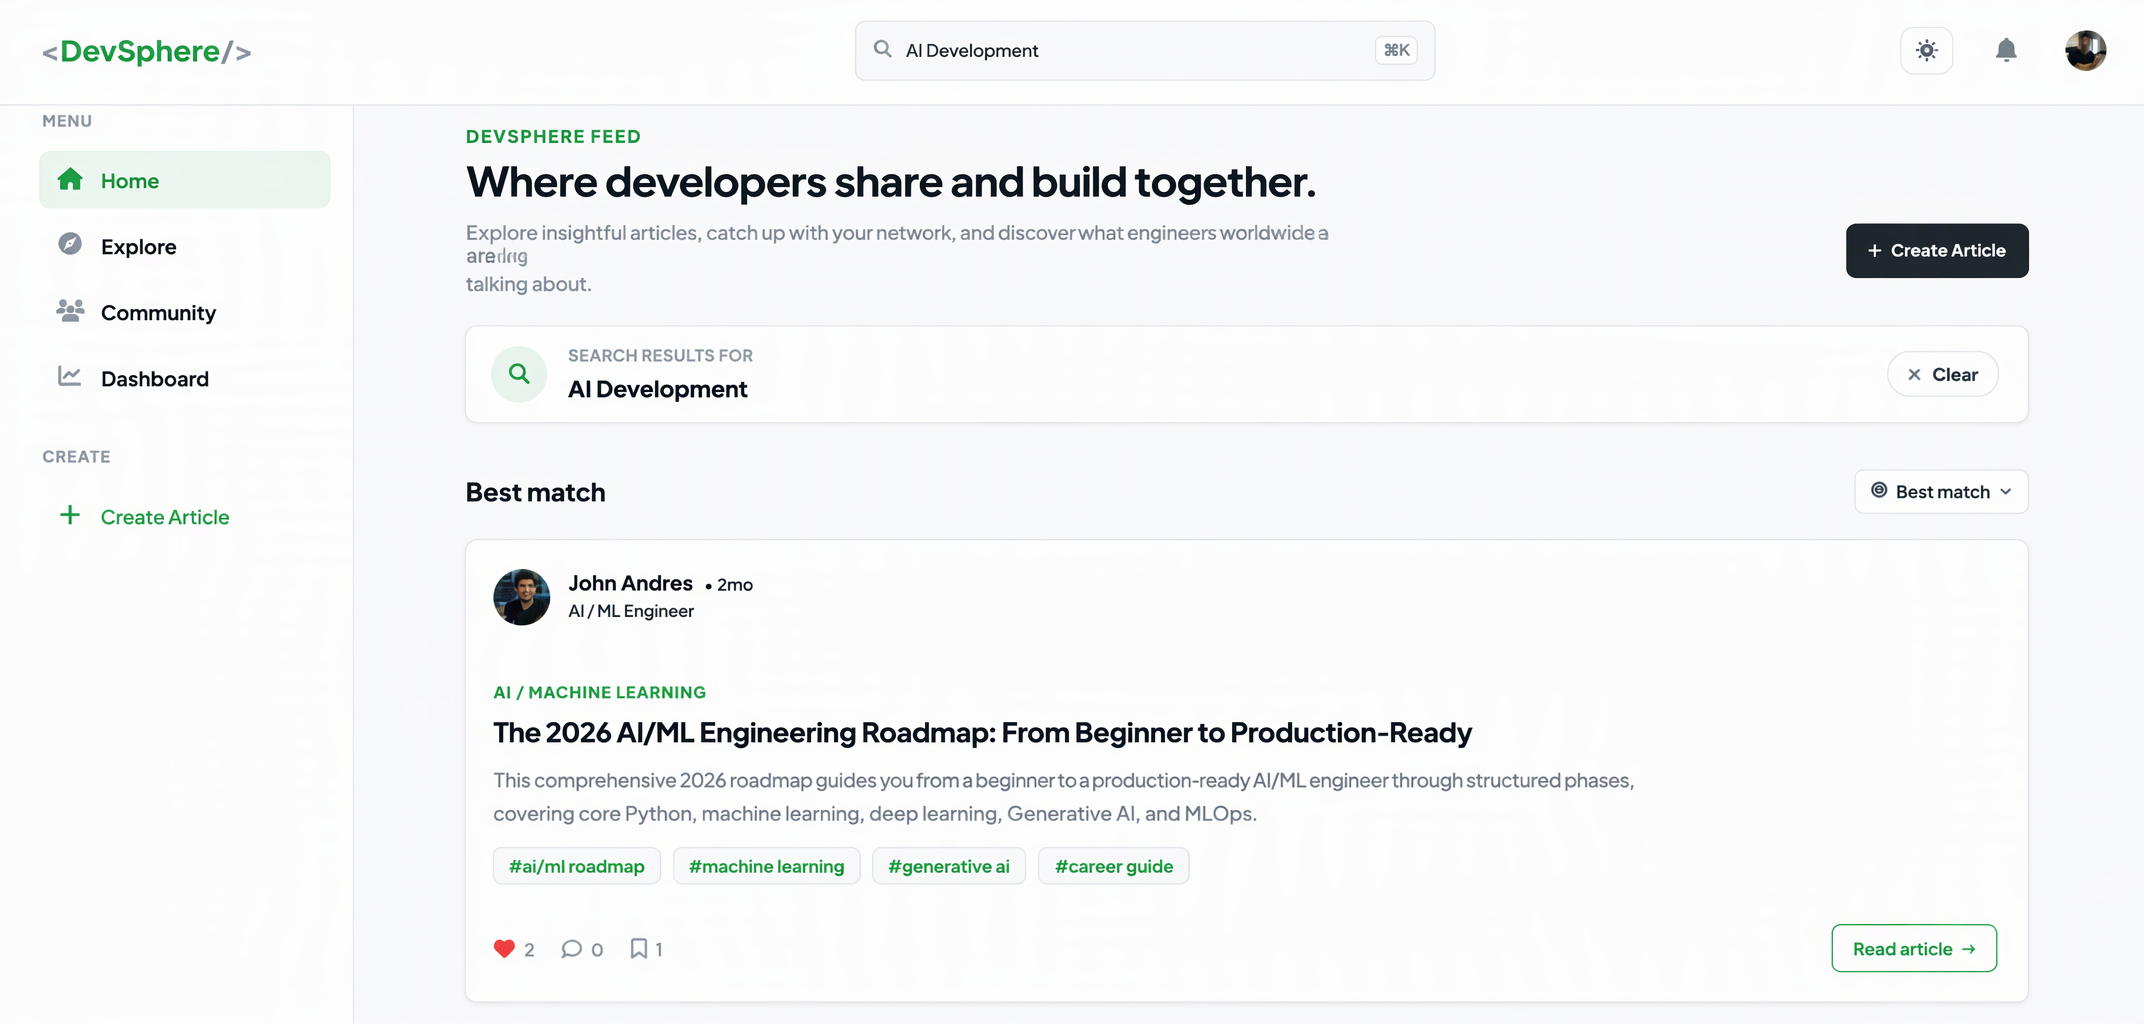 <DevSphere/>
AI Development
⌘K
MENU
Home
Explore
Community
Dashboard
CREATE
+ Create Article
DEVSPHERE FEED
Where developers share and build together.
Explore insightful articles, catch up with your network, and discover what engineers worldwide a
talking about.
+ Create Article
SEARCH RESULTS FOR
AI Development
× Clear
Best match
Best match
John Andres • 2mo
AI / ML Engineer
AI / MACHINE LEARNING
The 2026 AI/ML Engineering Roadmap: From Beginner to Production-Ready
This comprehensive 2026 roadmap guides you from a beginner to a production-ready AI/ML engineer through structured phases,
covering core Python, machine learning, deep learning, Generative AI, and MLOps.
#ai/ml roadmap #machine learning #generative ai #career guide
2 0 1
Read article →